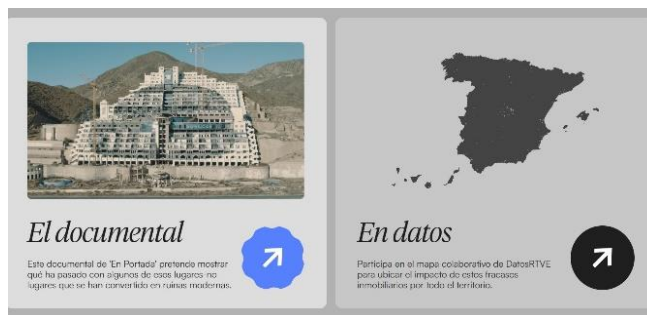 El documental
Este documental de 'En Portada' pretende mostrar
qué ha pasado con algunos de esos lugares-no
lugares que se han convertido en ruinas modernas.
En datos
Participa en el mapa colaborativo de DatosRTVE
para ubicar el impacto de estos fracasos
inmobiliarios por todo el territorio.